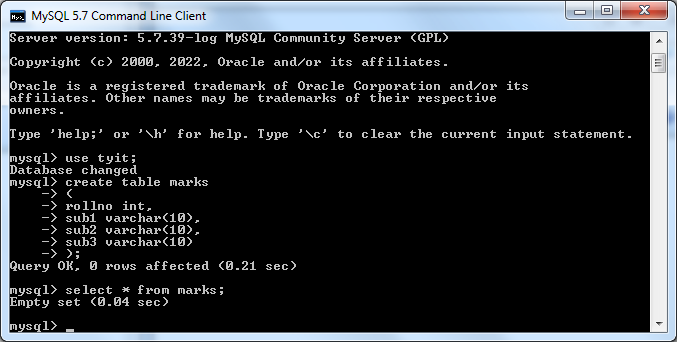 MySQL 5.7 Command Line Client
Server version: 5.7.39-log MySQL Community Server (GPL)
Copyright (c) 2000, 2022, Oracle and/or its affiliates.
Oracle is a registered trademark of Oracle Corporation and/or its
affiliates. Other names may be trademarks of their respective
owners.
Type 'help;' or '\h' for help. Type '\c' to clear the current input statement.
mysql> use tyit;
Database changed
mysql> create table marks
    -> (
    -> rollno int,
    -> sub1 varchar(10),
    -> sub2 varchar(10),
    -> sub3 varchar(10)
    -> );
Query OK, 0 rows affected (0.21 sec)
mysql> select * from marks;
Empty set (0.04 sec)
mysql> _